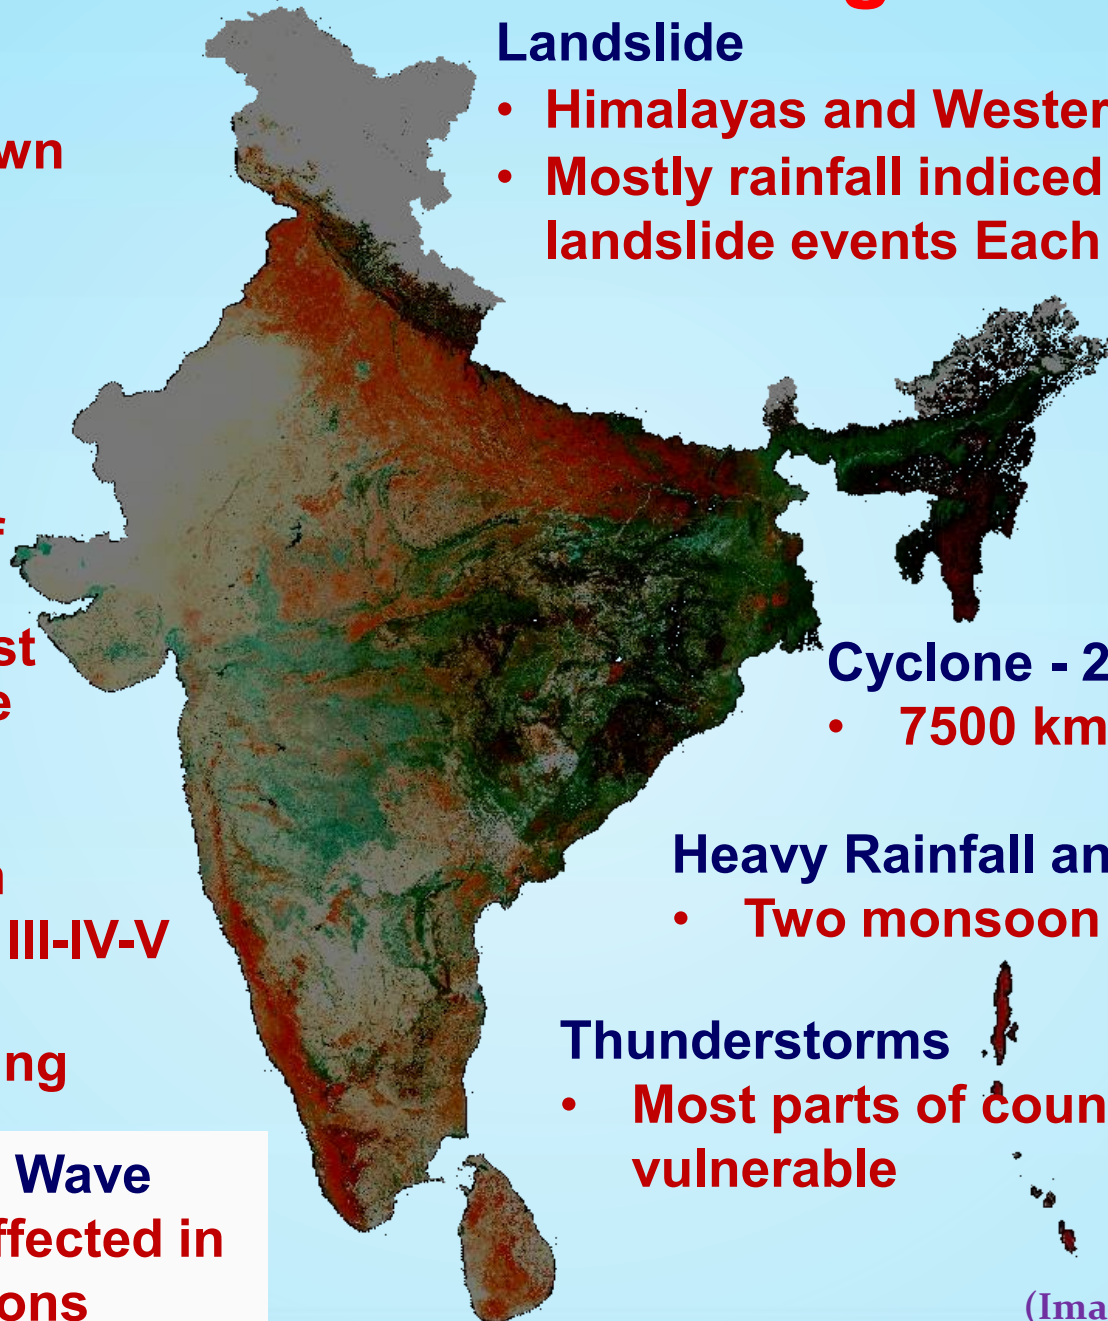 Landslide
• Himalayas and Wester
• Mostly rainfall indiced
landslide events Each
wn
st
e
III-IV-V
ng
Wave
ffected in
ons
Cyclone - 2
• 7500 km
Heavy Rainfall an
• Two monsoon
Thunderstorms
• Most parts of coun
vulnerable
(Ima